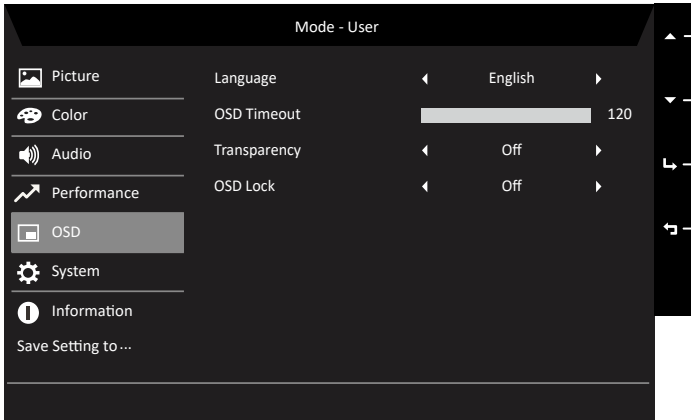 Mode - User
Picture
Color
Audio
Performance
OSD
System
Information
Save Setting to ...
Language English
OSD Timeout 120
Transparency Off
OSD Lock Off